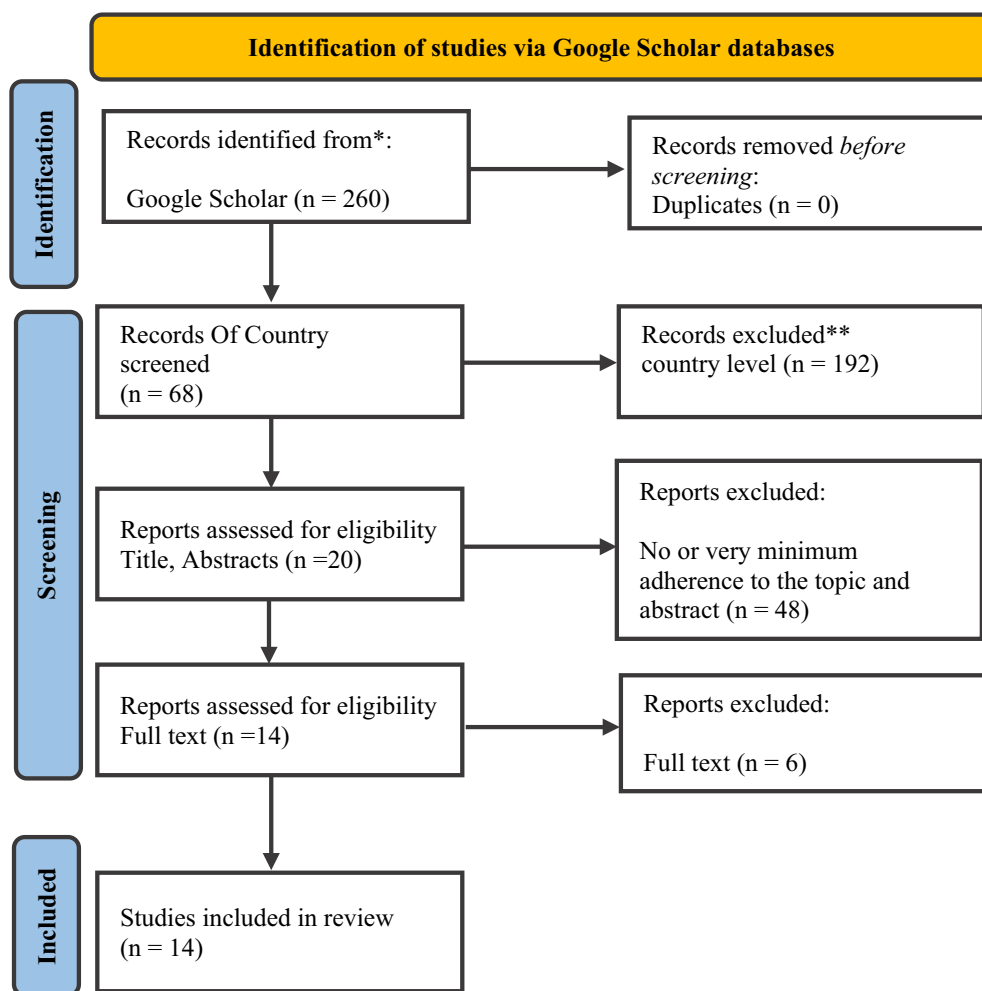 Identification of studies via Google Scholar databases
Identification
Records identified from*:
Google Scholar (n = 260)
Records removed before
screening:
Duplicates (n = 0)
Screening
Records Of Country
screened
(n = 68)
Records excluded**
country level (n = 192)
Reports assessed for eligibility
Title, Abstracts (n =20)
Reports excluded:
No or very minimum
adherence to the topic and
abstract (n = 48)
Reports assessed for eligibility
Full text (n =14)
Reports excluded:
Full text (n = 6)
Included
Studies included in review
(n = 14)